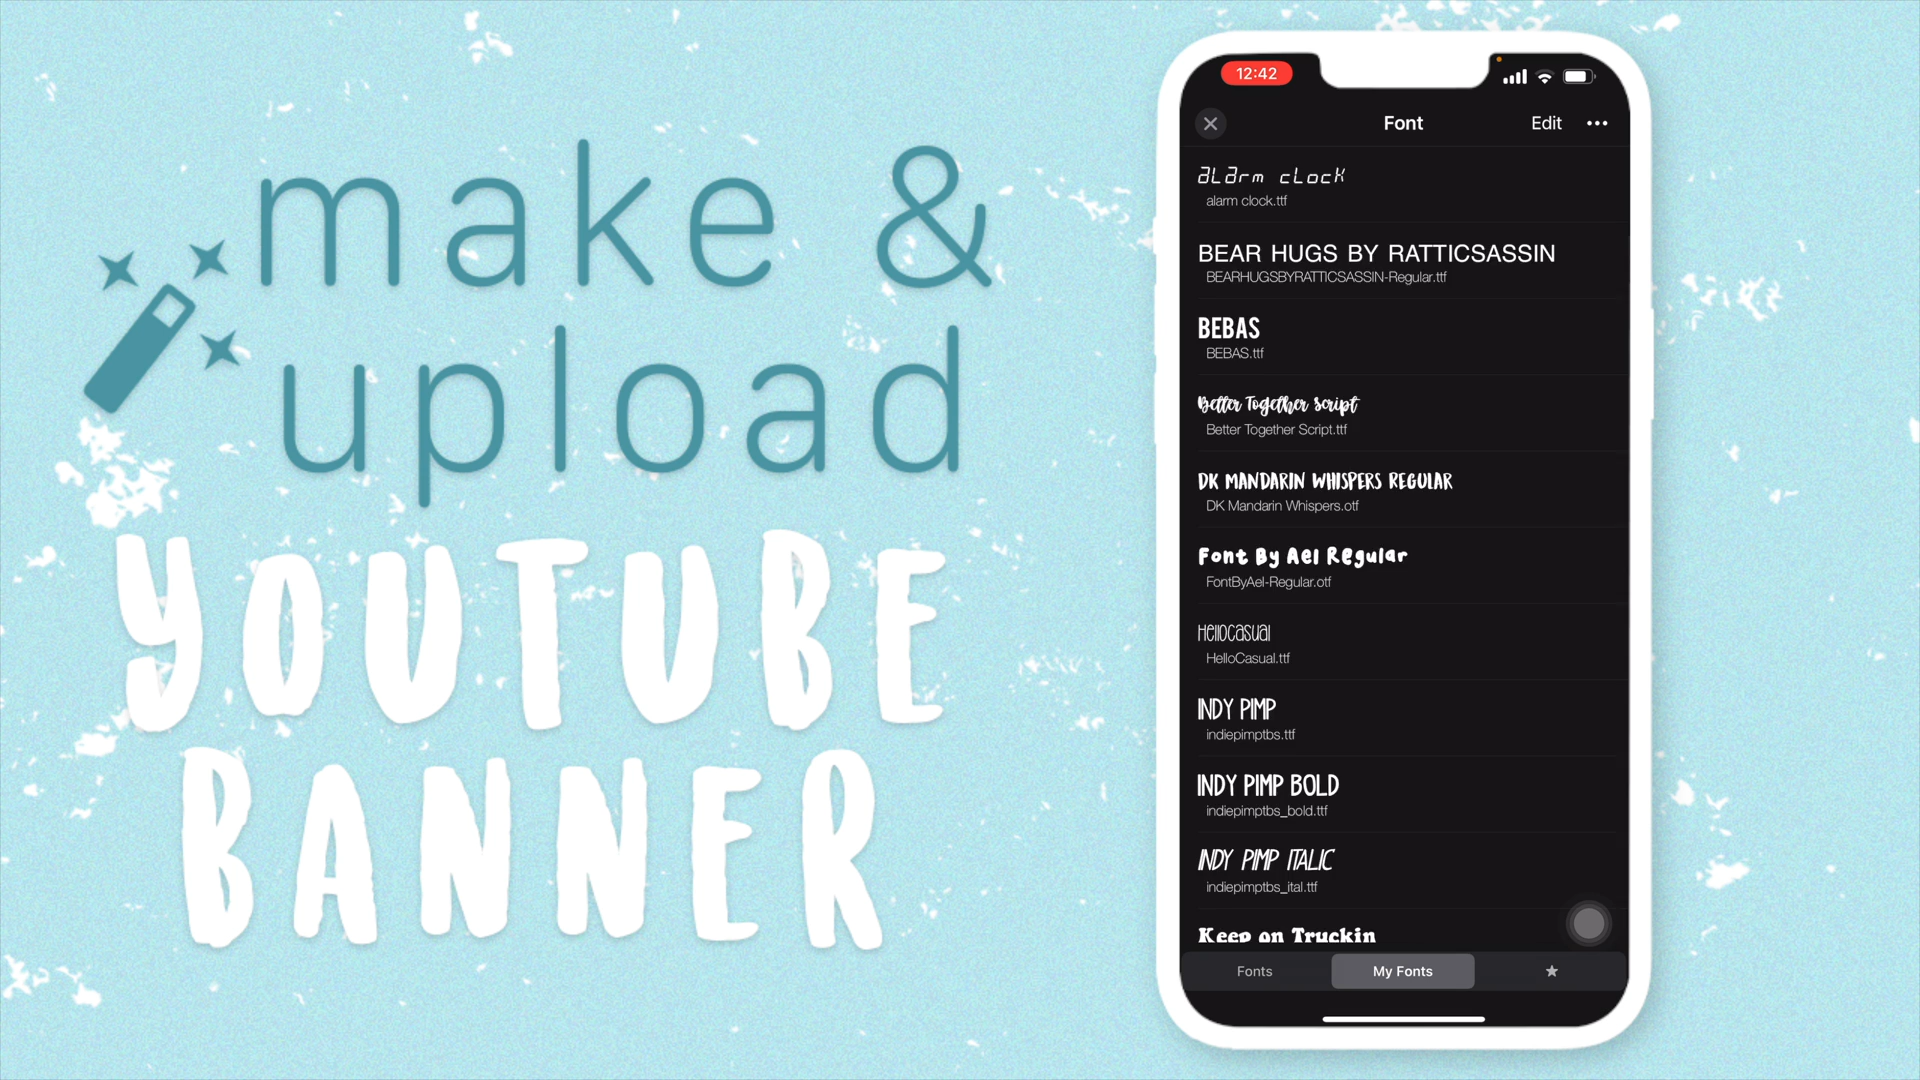 make &
upload
YOUTUBE
BANNER
12:42
Font
Edit
aLarm cLock
alarm clock.ttf
BEAR HUGS BY RATTICSASSIN
BEARHUGSBYRATTICSASSIN-Regular.ttf
BEBAS
BEBAS.ttf
Better Together Script
Better Together Script.ttf
DK MANDARIN WHISPERS REGULAR
DK Mandarin Whispers.otf
Font By Ael Regular
FontByAel-Regular.otf
HelloCasual
HelloCasual.ttf
INDY PIMP
indiepimptbs.ttf
INDY PIMP BOLD
indiepimptbs_bold.ttf
INDY PIMP ITALIC
indiepimptbs_ital.ttf
Keep on Truckin
Fonts
My Fonts